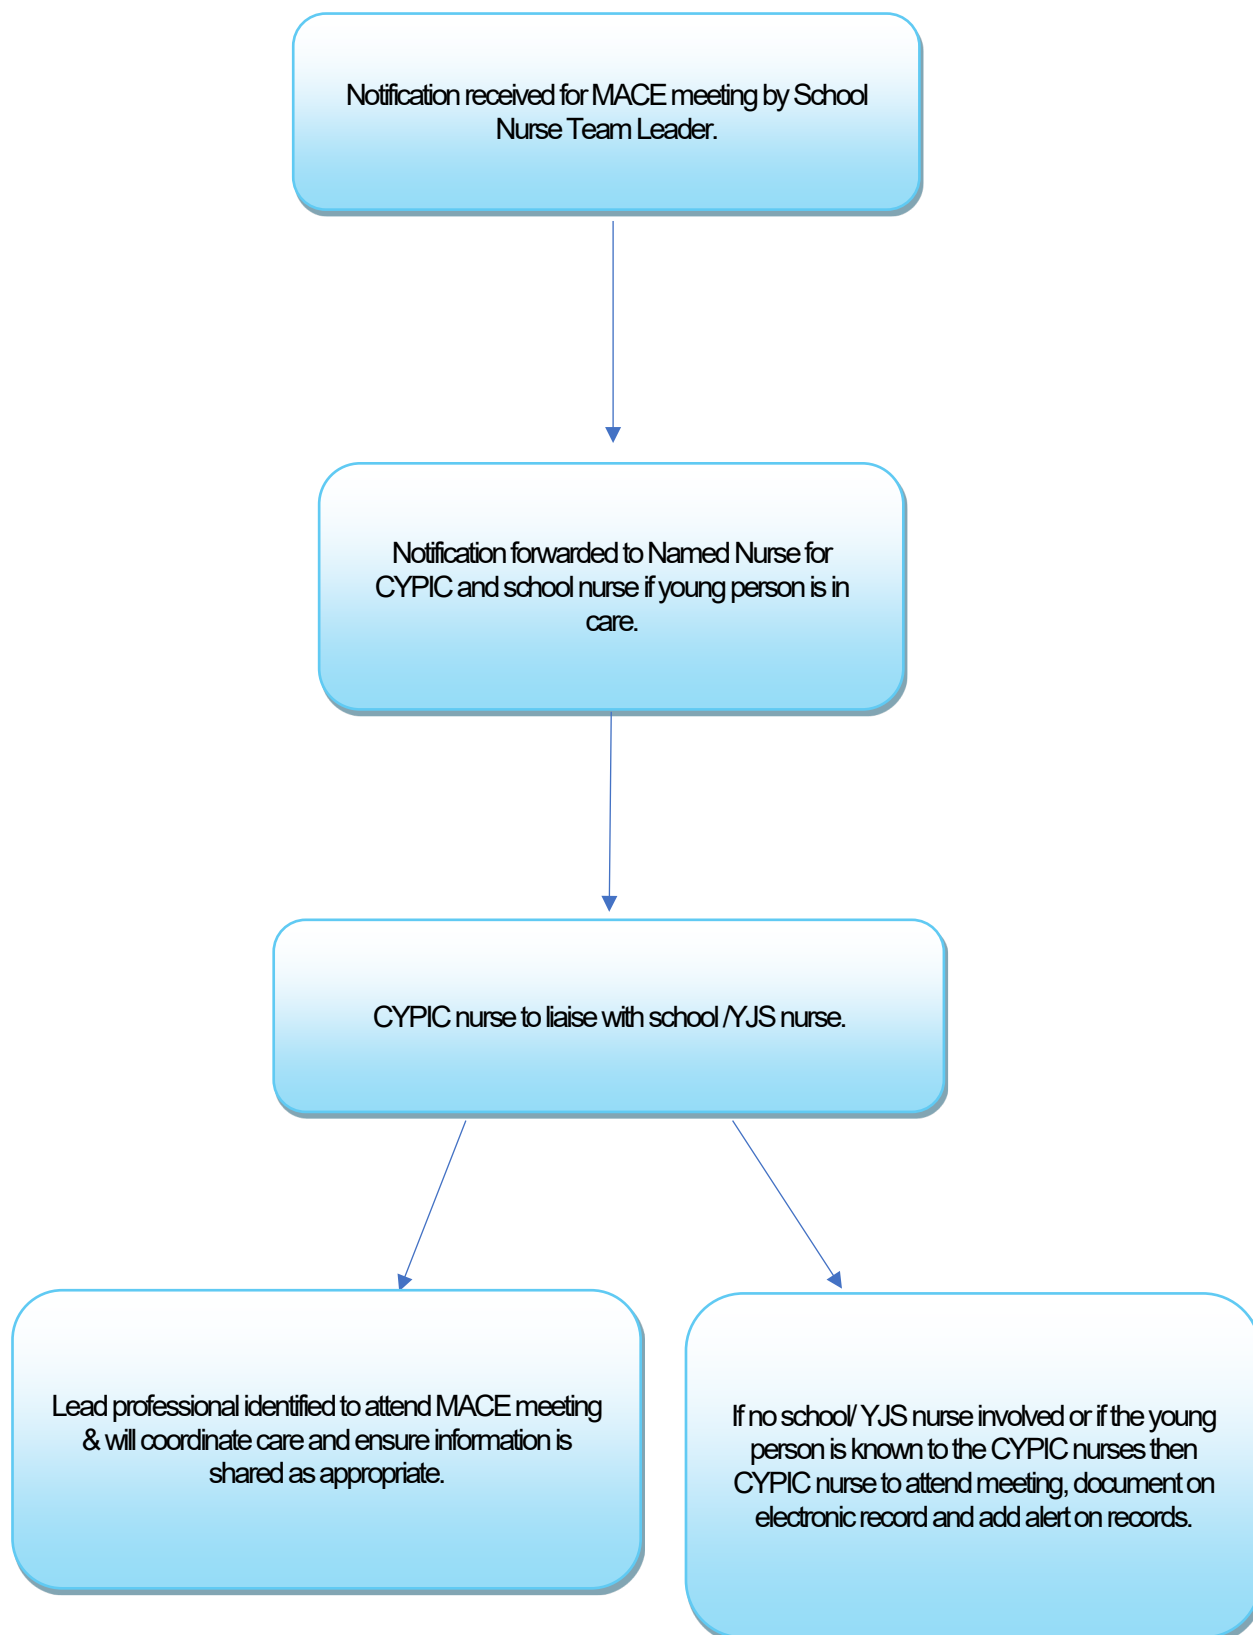 Notification received for MACE meeting by School
Nurse Team Leader.
Notification forwarded to Named Nurse for
CYPIC and school nurse if young person is in
care.
CYPIC nurse to liaise with school /YJS nurse.
Lead professional identified to attend MACE meeting
& will coordinate care and ensure information is
shared as appropriate.
If no school/ YJS nurse involved or if the young
person is known to the CYPIC nurses then
CYPIC nurse to attend meeting, document on
electronic record and add alert on records.